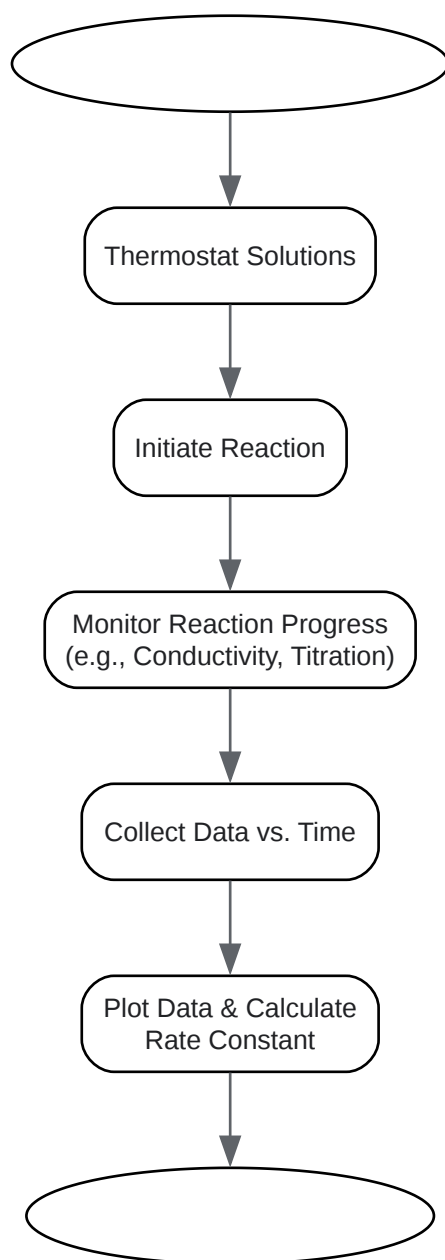 Thermostat Solutions
Initiate Reaction
Monitor Reaction Progress
(e.g., Conductivity, Titration)
Collect Data vs. Time
Plot Data & Calculate
Rate Constant